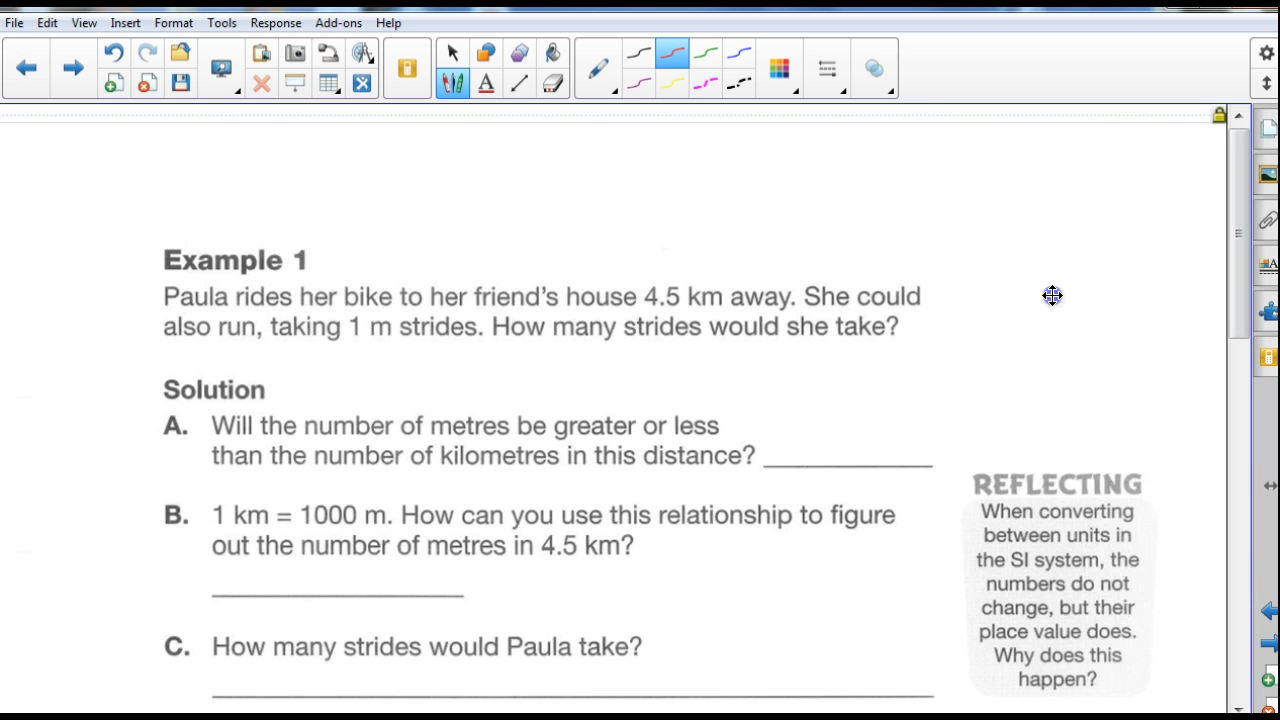 File Edit View Insert Format Tools Response Add-ons Help
Example 1
Paula rides her bike to her friend's house 4.5 km away. She could
also run, taking 1 m strides. How many strides would she take?
Solution
A. Will the number of metres be greater or less
than the number of kilometres in this distance?
B. 1 km = 1000 m. How can you use this relationship to figure
out the number of metres in 4.5 km?
C. How many strides would Paula take?
REFLECTING
When converting
between units in
the SI system, the
numbers do not
change, but their
place value does.
Why does this
happen?